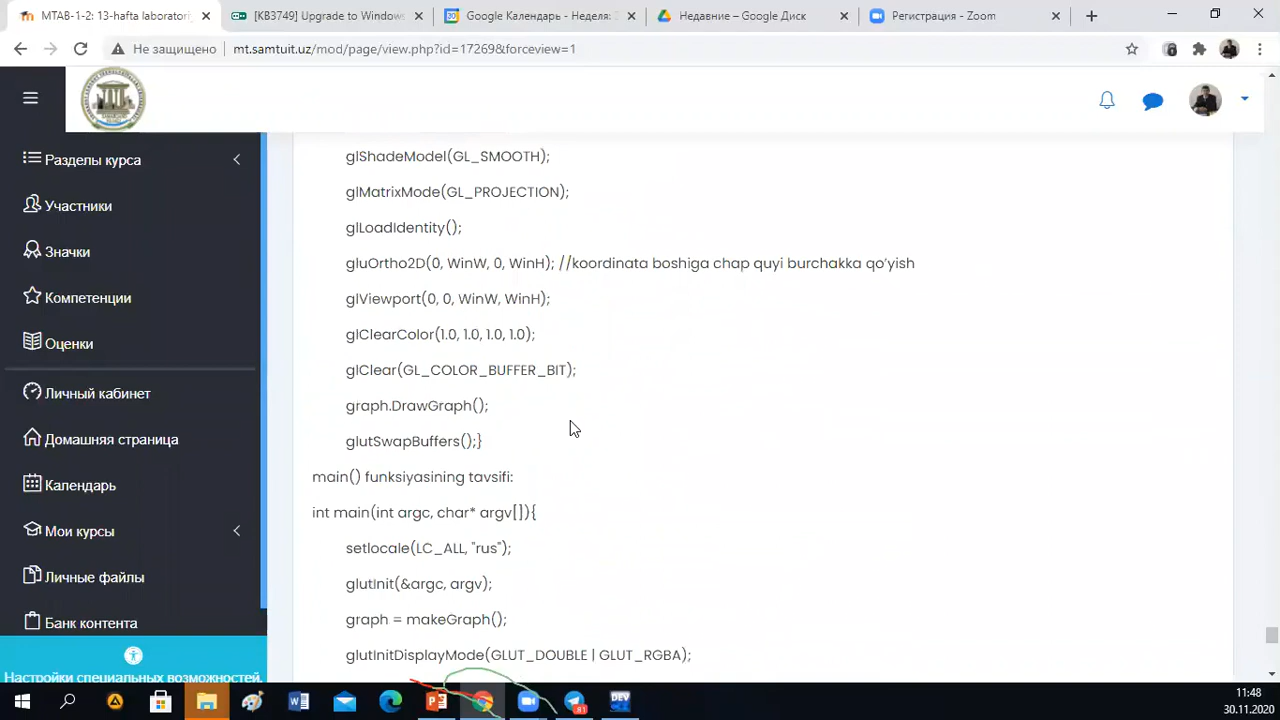 MTAB-1-2: 13-hafta laboratori
[KB3749] Upgrade to Windows
Google Календарь - Неделя: 3
Недавние – Google Диск
Регистрация - Zoom
Не защищено
mt.samtuit.uz/mod/page/view.php?id=17269&forceview=1
Разделы курса
Участники
Значки
Компетенции
Оценки
Личный кабинет
Домашняя страница
Календарь
Мои курсы
Личные файлы
Банк контента
Настройки специальных возможностей.
glShadeModel(GL_SMOOTH);
glMatrixMode(GL_PROJECTION);
glLoadIdentity();
gluOrtho2D(0, WinW, 0, WinH); //koordinata boshiga chap quyi burchakka qo'yish
glViewport(0, 0, WinW, WinH);
glClearColor(1.0, 1.0, 1.0, 1.0);
glClear(GL_COLOR_BUFFER_BIT);
graph.DrawGraph();
glutSwapBuffers();}
main() funksiyasining tavsifi:
int main(int argc, char* argv[]){
setlocale(LC_ALL, "rus");
glutInit(&argc, argv);
graph = makeGraph();
glutInitDisplayMode(GLUT_DOUBLE | GLUT_RGBA);
81
DEV
11:48
30.11.2020